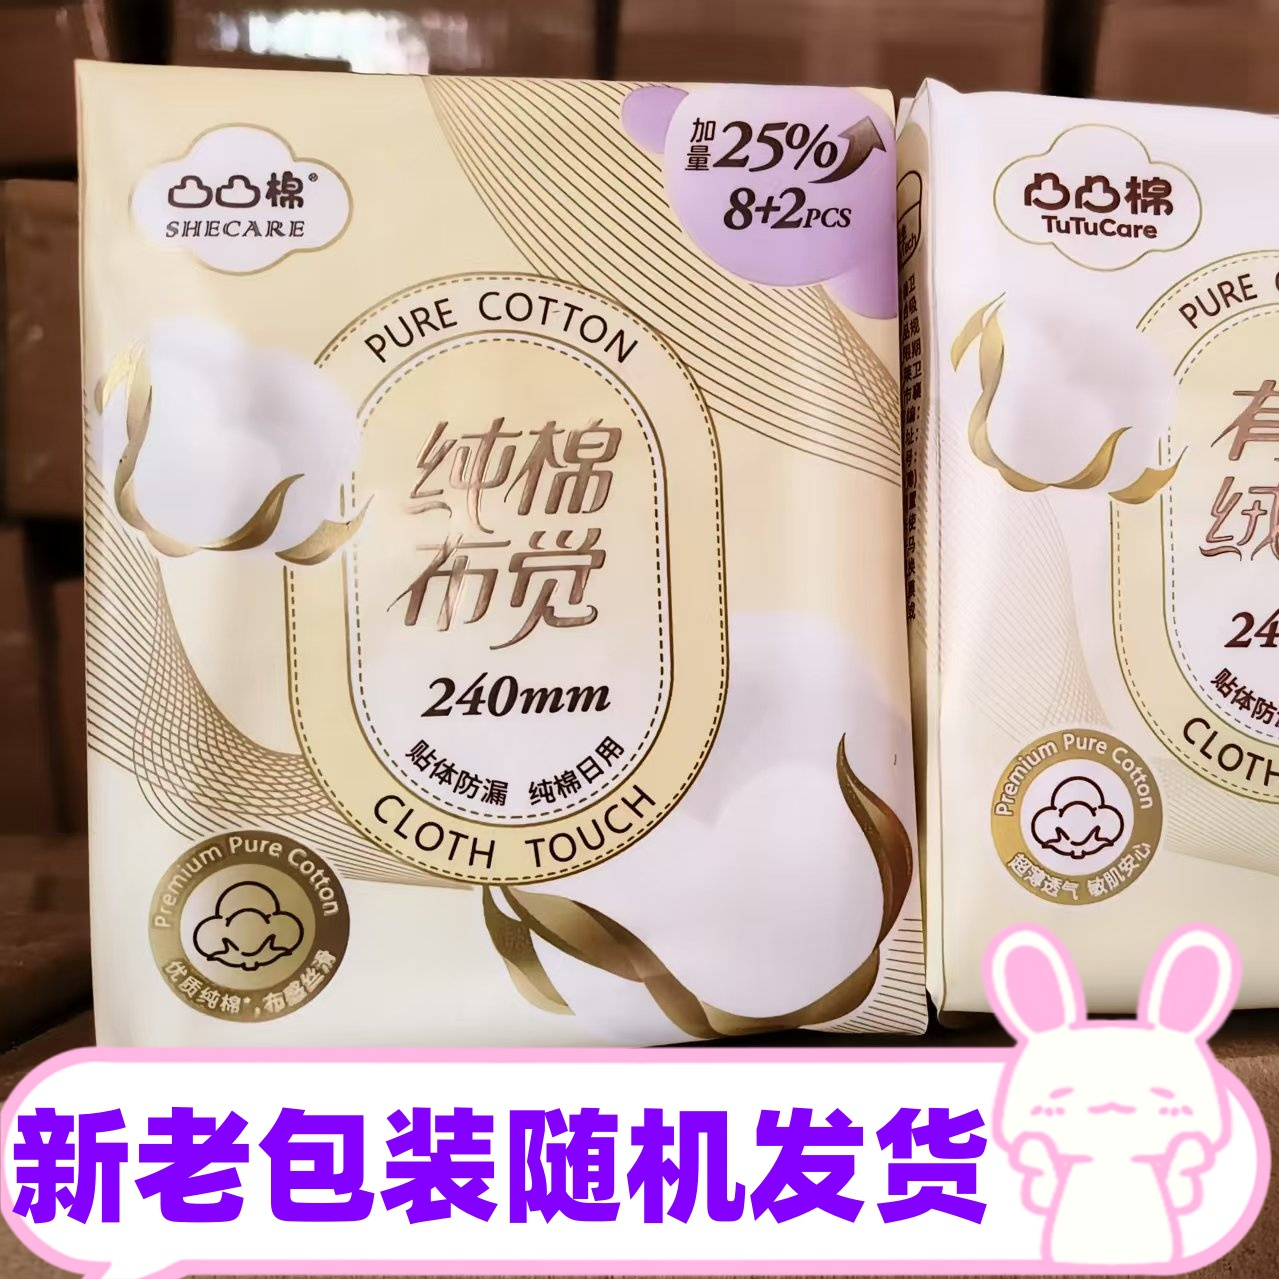 凸凸棉®
SHECARE
加量25%
8+2PCS
PURE COTTON
纯棉
布觉
240mm
贴体防漏 纯棉日用
CLOTH TOUCH
Premium Pure Cotton
优质纯棉*,布感丝滑
凸凸棉
TuTuCare
PURE
有
绒
24
贴体防
CLOTH
Premium Pure Cotton
超薄透气 敏肌安心
新老包装随机发货